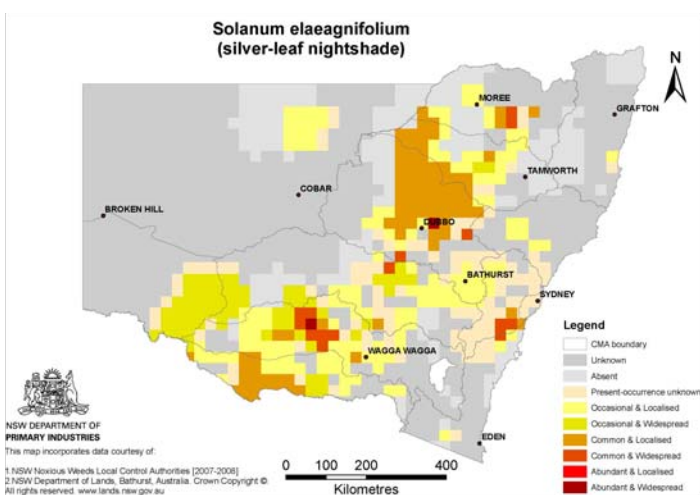 Solanum elaeagnifolium
(silver-leaf nightshade)
N
MOREE
GRAFTON
TAMWORTH
COBAR
BROKEN HILL
DUBBO
BATHURST
SYDNEY
WAGGA WAGGA
EDEN
Legend
CMA boundary
Unknown
Absent
Present-occurrence unknown
Occasional & Localised
Occasional & Widespread
Common & Localised
Common & Widespread
Abundant & Localised
Abundant & Widespread
NSW DEPARTMENT OF
PRIMARY INDUSTRIES
This map incorporates data courtesy of:
1.NSW Noxious Weeds Local Control Authorities [2007-2008]
2.NSW Department of Lands, Bathurst, Australia. Crown Copyright ©.
All rights reserved. www.lands.nsw.gov.au
0 100 200 400
Kilometres